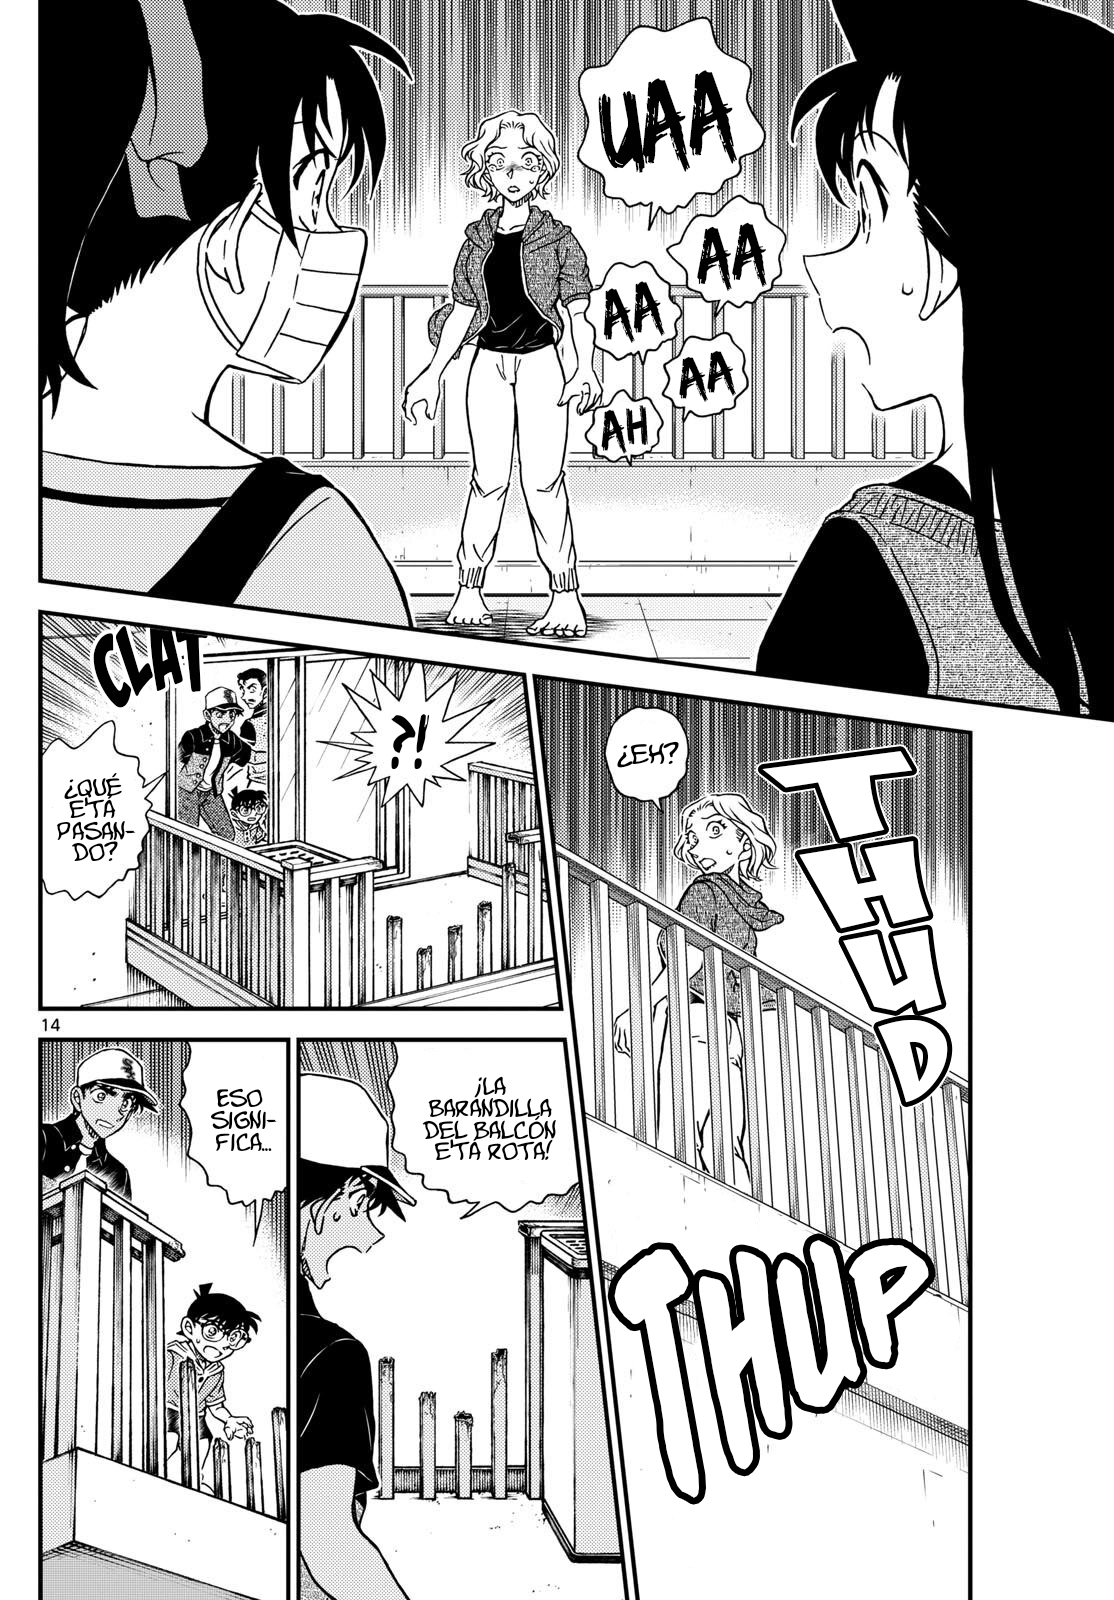 UAA
AA
AA
AA
AH
CLAT
¿QUÉ
E'TA
PASAN-
DO?
?!
¿EH?
THUD
THUP
14
ESO
SIGNI-
FICA...
¡LA
BARANDILLA
DEL BALCÓN
E'TA ROTA!